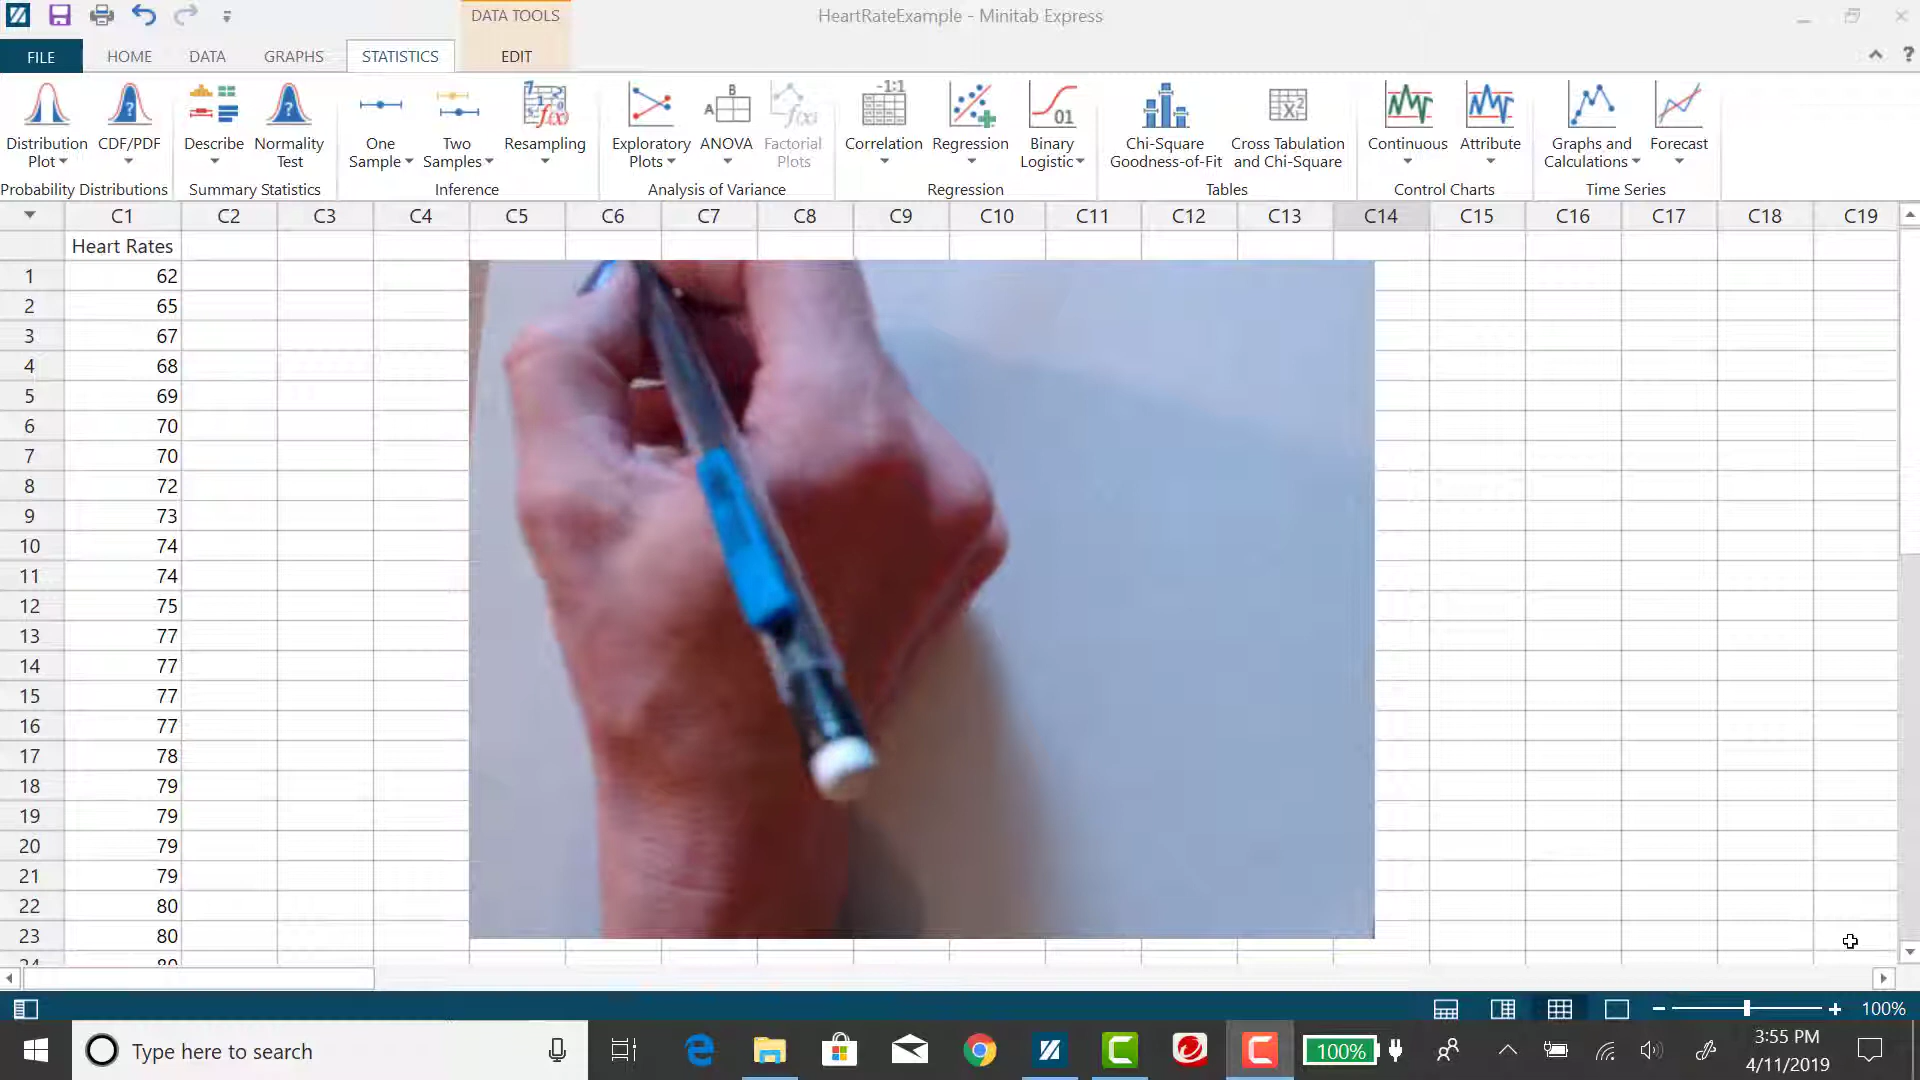 HeartRateExample - Minitab Express
DATA TOOLS
FILE HOME DATA GRAPHS STATISTICS EDIT
Distribution Plot
CDF/PDF
Describe
Normality Test
One Sample
Two Samples
Resampling
Exploratory Plots
ANOVA
Factorial Plots
Correlation
Regression
Binary Logistic
Chi-Square Goodness-of-Fit
Cross Tabulation and Chi-Square
Continuous
Attribute
Graphs and Calculations
Forecast
Probability Distributions
Summary Statistics
Inference
Analysis of Variance
Regression
Tables
Control Charts
Time Series
C1 C2 C3 C4 C5 C6 C7 C8 C9 C10 C11 C12 C13 C14 C15 C16 C17 C18 C19
Heart Rates
1 62
2 65
3 67
4 68
5 69
6 70
7 70
8 72
9 73
10 74
11 74
12 75
13 77
14 77
15 77
16 77
17 78
18 79
19 79
20 79
21 79
22 80
23 80
24 80
100%
Type here to search
100%
3:55 PM
4/11/2019